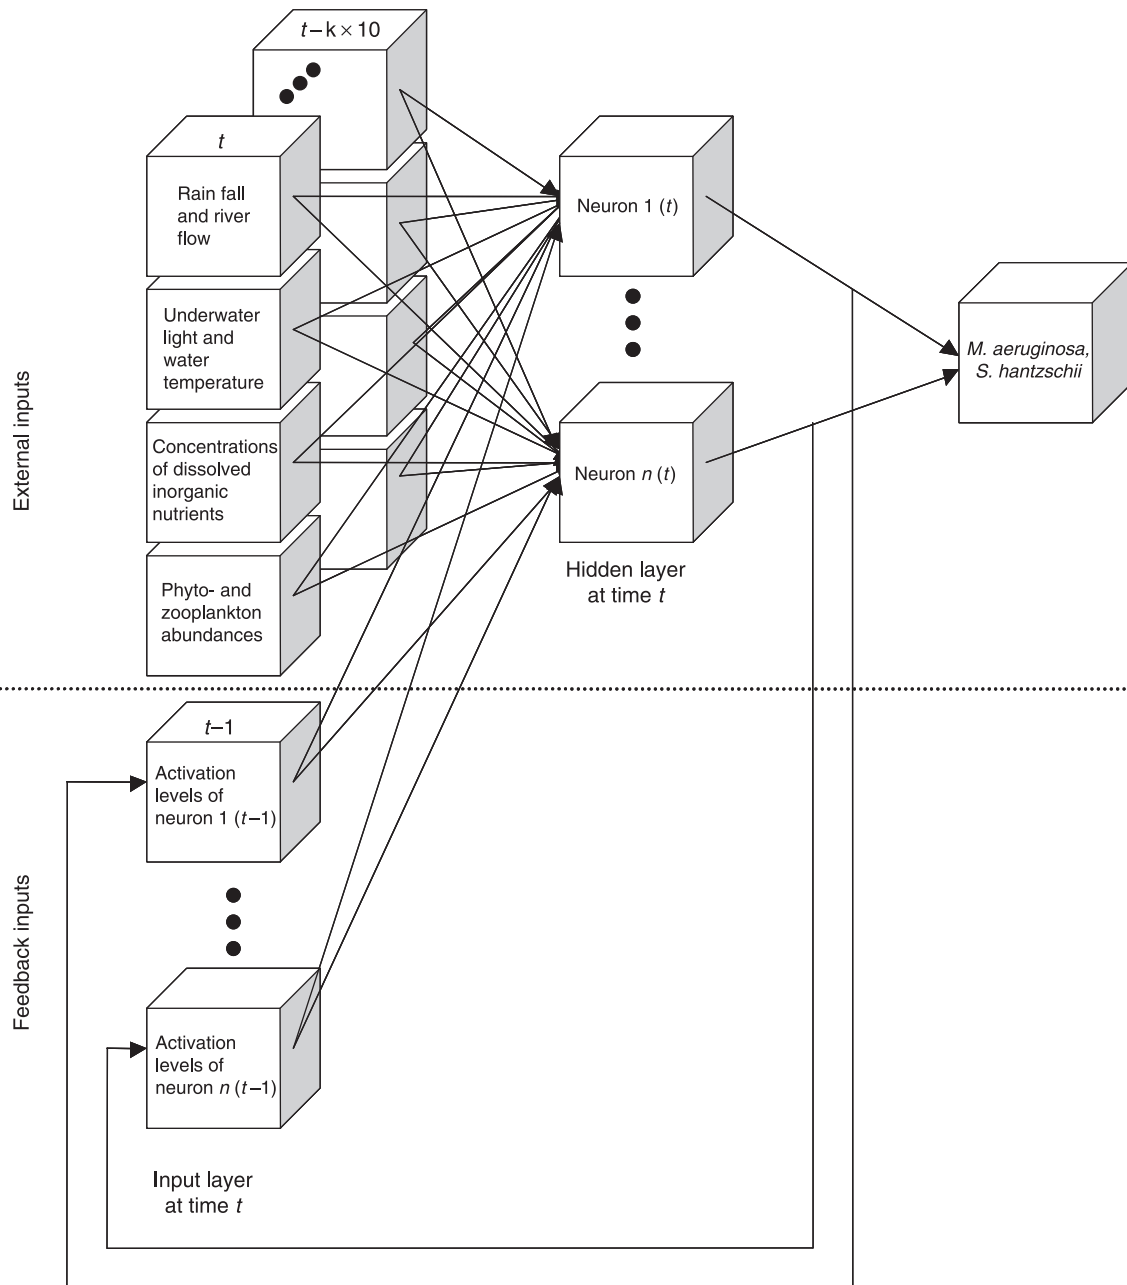 t–k×10
t
Rain fall
and river
flow
Underwater
light and
water
temperature
Concentrations
of dissolved
inorganic
nutrients
Phyto- and
zooplankton
abundances
External inputs
Neuron 1 (t)
Neuron n (t)
Hidden layer
at time t
M. aeruginosa,
S. hantzschii
t–1
Activation
levels of
neuron 1 (t–1)
Activation
levels of
neuron n (t–1)
Feedback inputs
Input layer
at time t